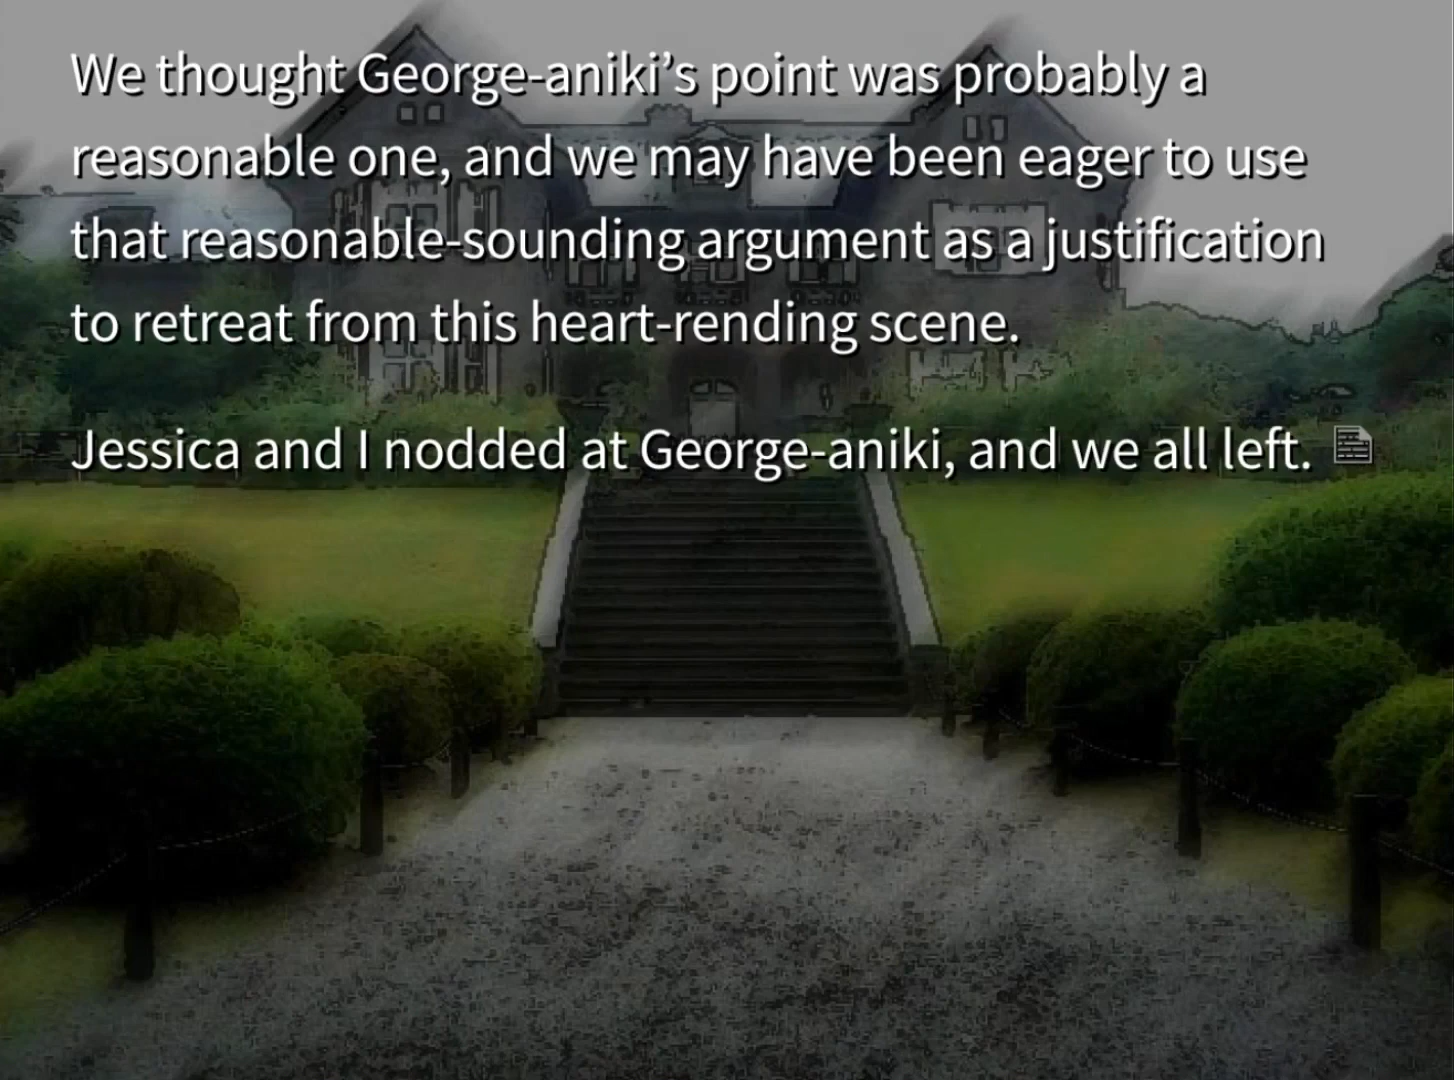 We thought George-aniki’s point was probably a
reasonable one, and we may have been eager to use
that reasonable-sounding argument as a justification
to retreat from this heart-rending scene.
Jessica and I nodded at George-aniki, and we all left.